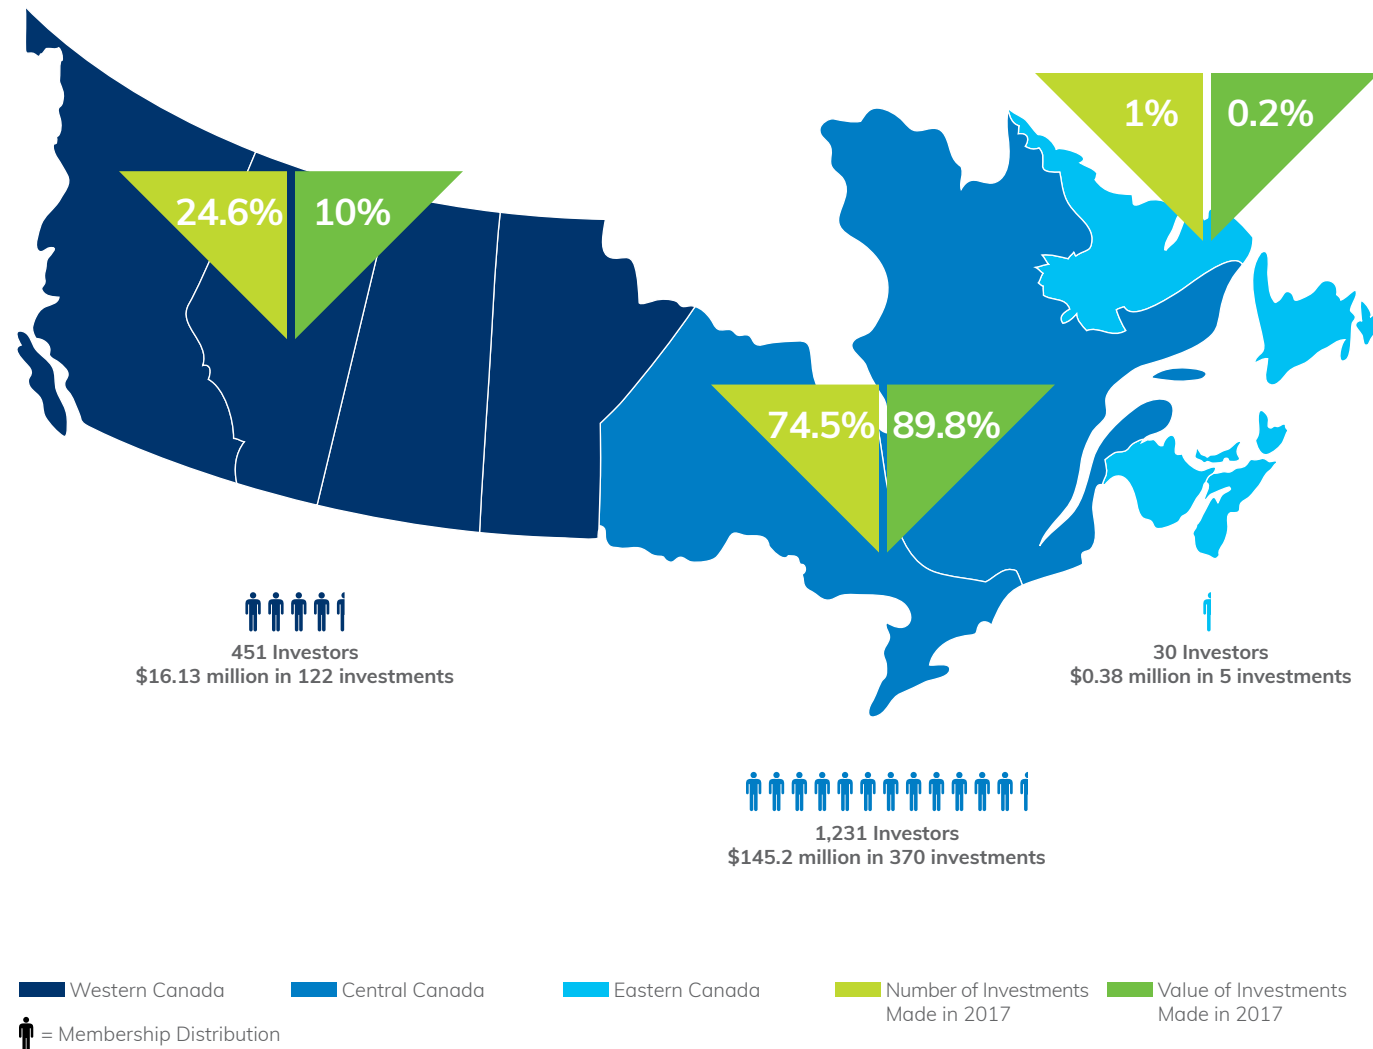 1%
0.2%
24.6%
10%
74.5%
89.8%
451 Investors
$16.13 million in 122 investments
30 Investors
$0.38 million in 5 investments
1,231 Investors
$145.2 million in 370 investments
Western Canada
Central Canada
Eastern Canada
Number of Investments
Made in 2017
Value of Investments
Made in 2017
= Membership Distribution